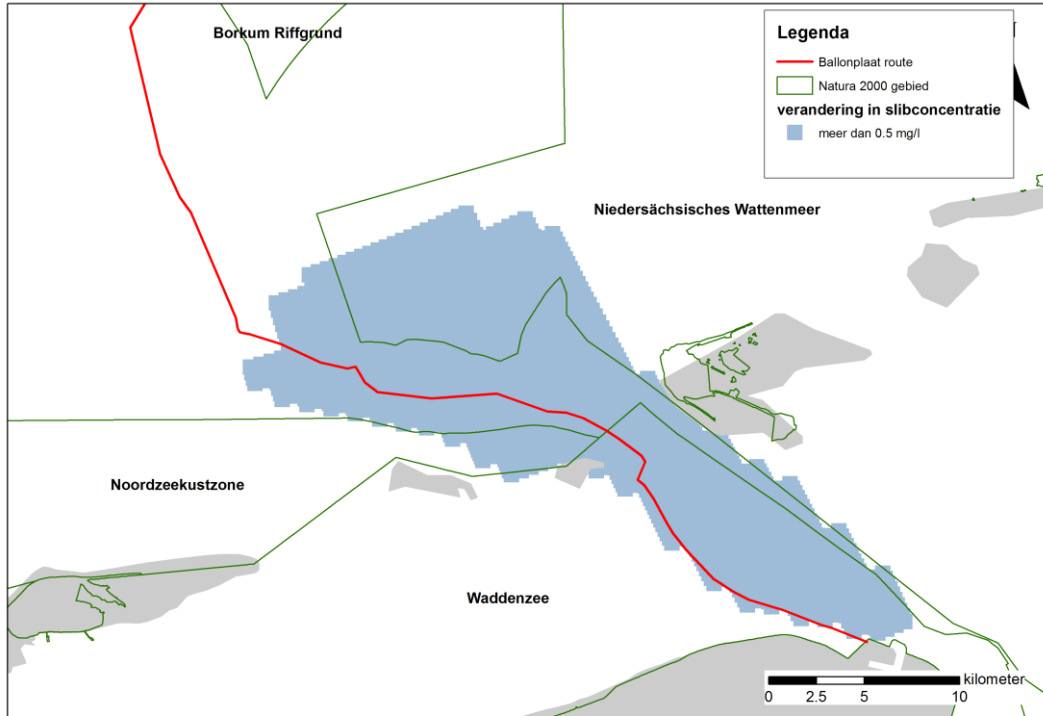 Borkum Riffgrund
Legenda
Ballonplaat route
Natura 2000 gebied
verandering in slibconcentratie
meer dan 0.5 mg/l
Niedersächsisches Wattenmeer
Noordzeekustzone
Waddenzee
kilometer
0 2.5 5 10